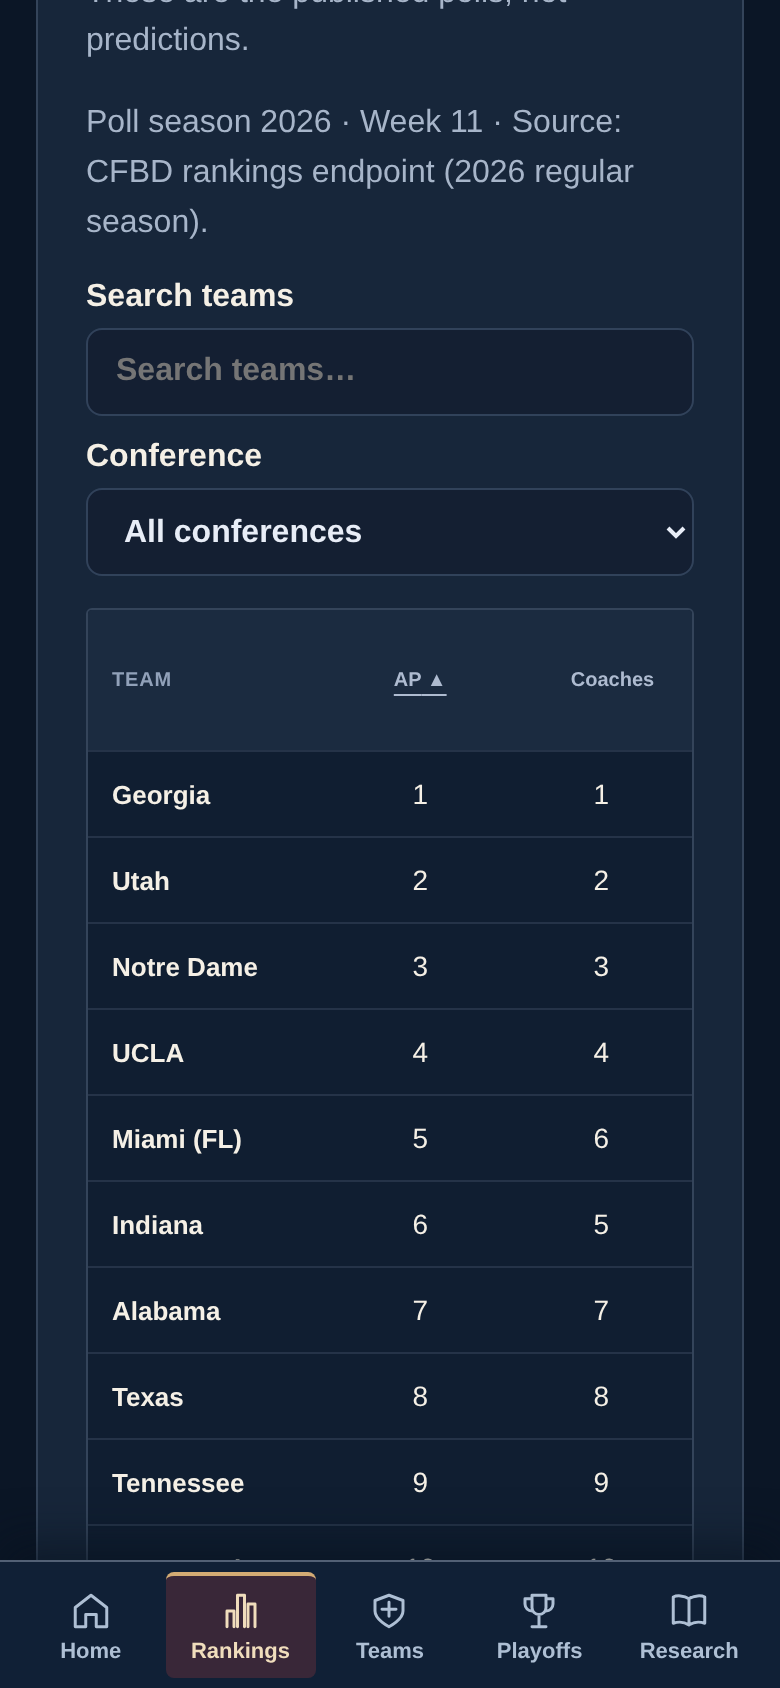 predictions.
Poll season 2026 · Week 11 · Source:
CFBD rankings endpoint (2026 regular
season).
Search teams
Search teams…
Conference
All conferences
TEAM AP ▲ Coaches
Georgia 1 1
Utah 2 2
Notre Dame 3 3
UCLA 4 4
Miami (FL) 5 6
Indiana 6 5
Alabama 7 7
Texas 8 8
Tennessee 9 9
Home Rankings Teams Playoffs Research